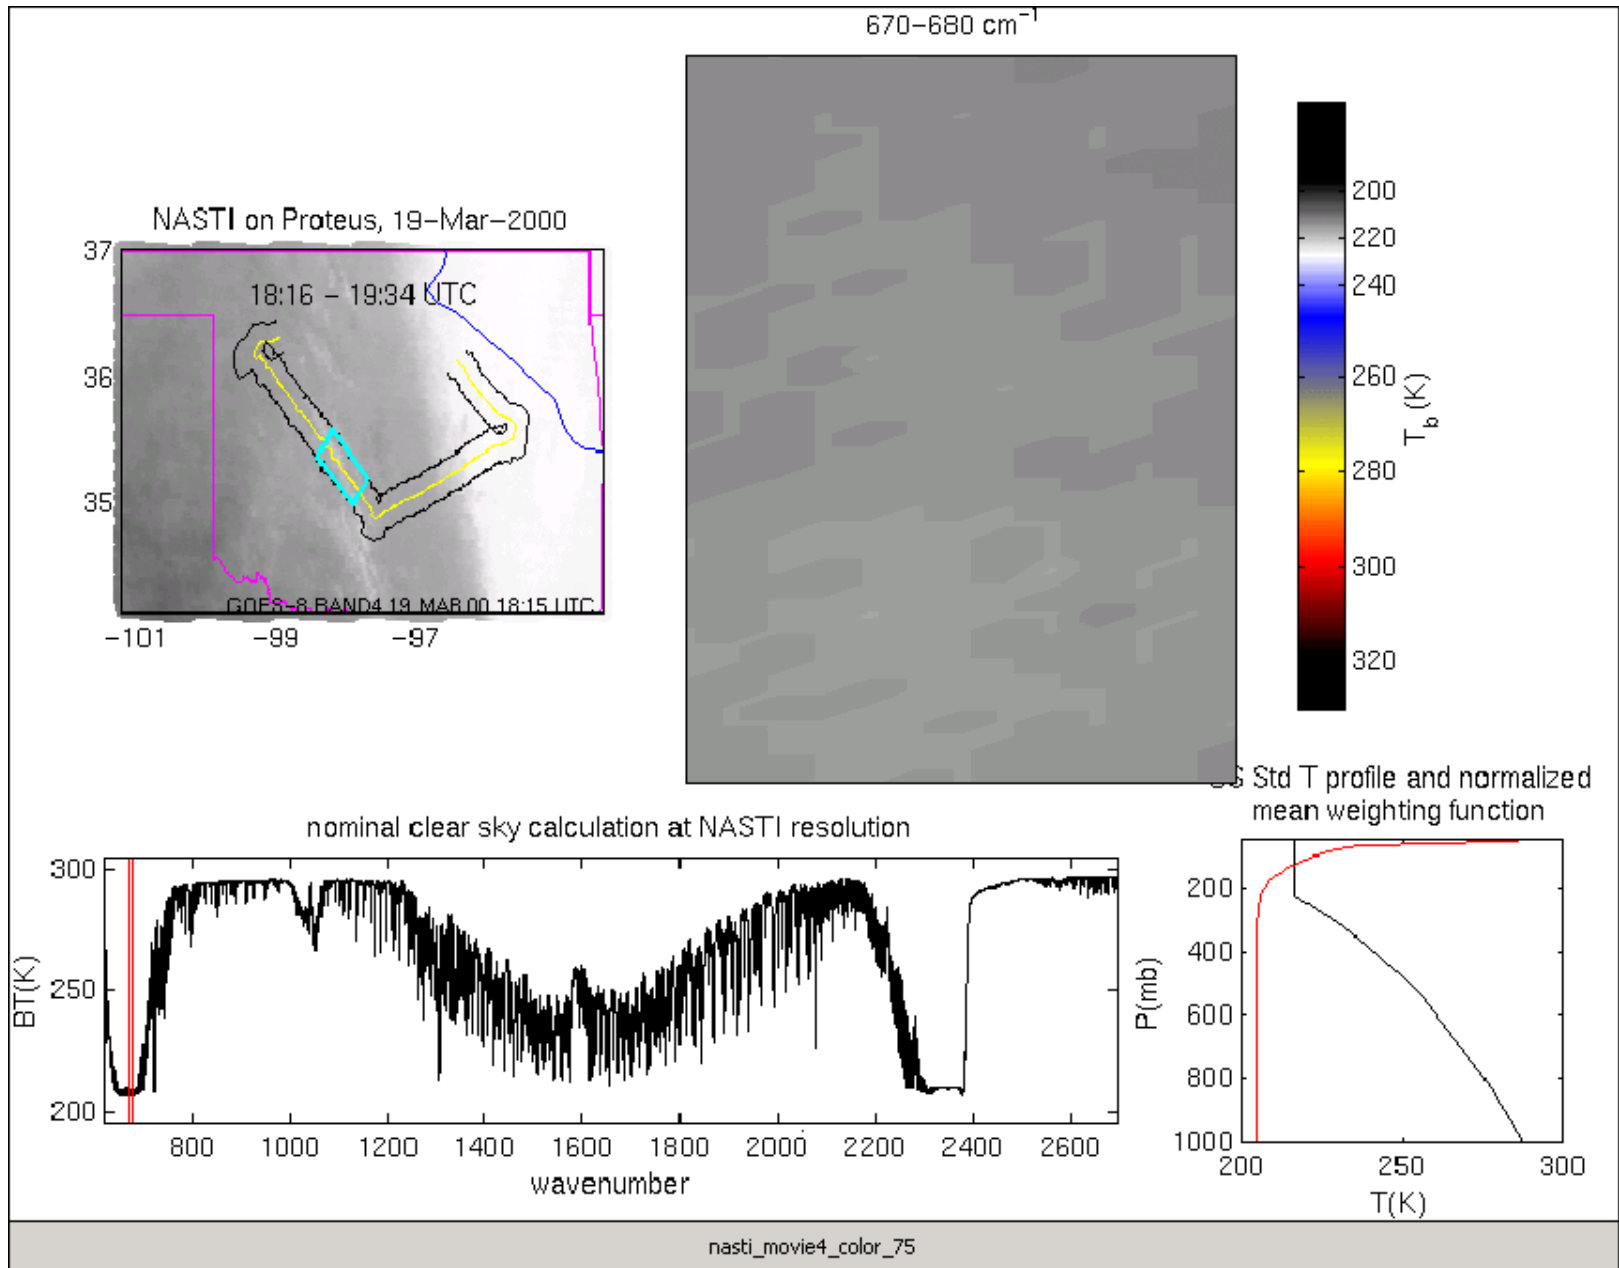 670-680 cm⁻¹
NASTI on Proteus, 19-Mar-2000
37
36
35
18:16 - 19:34 UTC
GOES-8 BAND4 19 MAR 00 18:15 UTC
-101 -99 -97
200
220
240
260
280
300
320
T_b (K)
nominal clear sky calculation at NASTI resolution
300
250
200
BT(K)
800 1000 1200 1400 1600 1800 2000 2200 2400 2600
wavenumber
Std T profile and normalized
mean weighting function
200
400
600
800
1000
P(mb)
200 250 300
T(K)
nasti_movie4_color_75